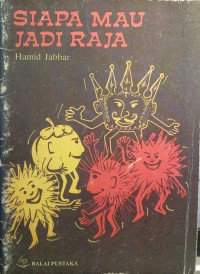 SIAPA MAU
JADI RAJA
Hamid Jabbar
BALAI PUSTAKA